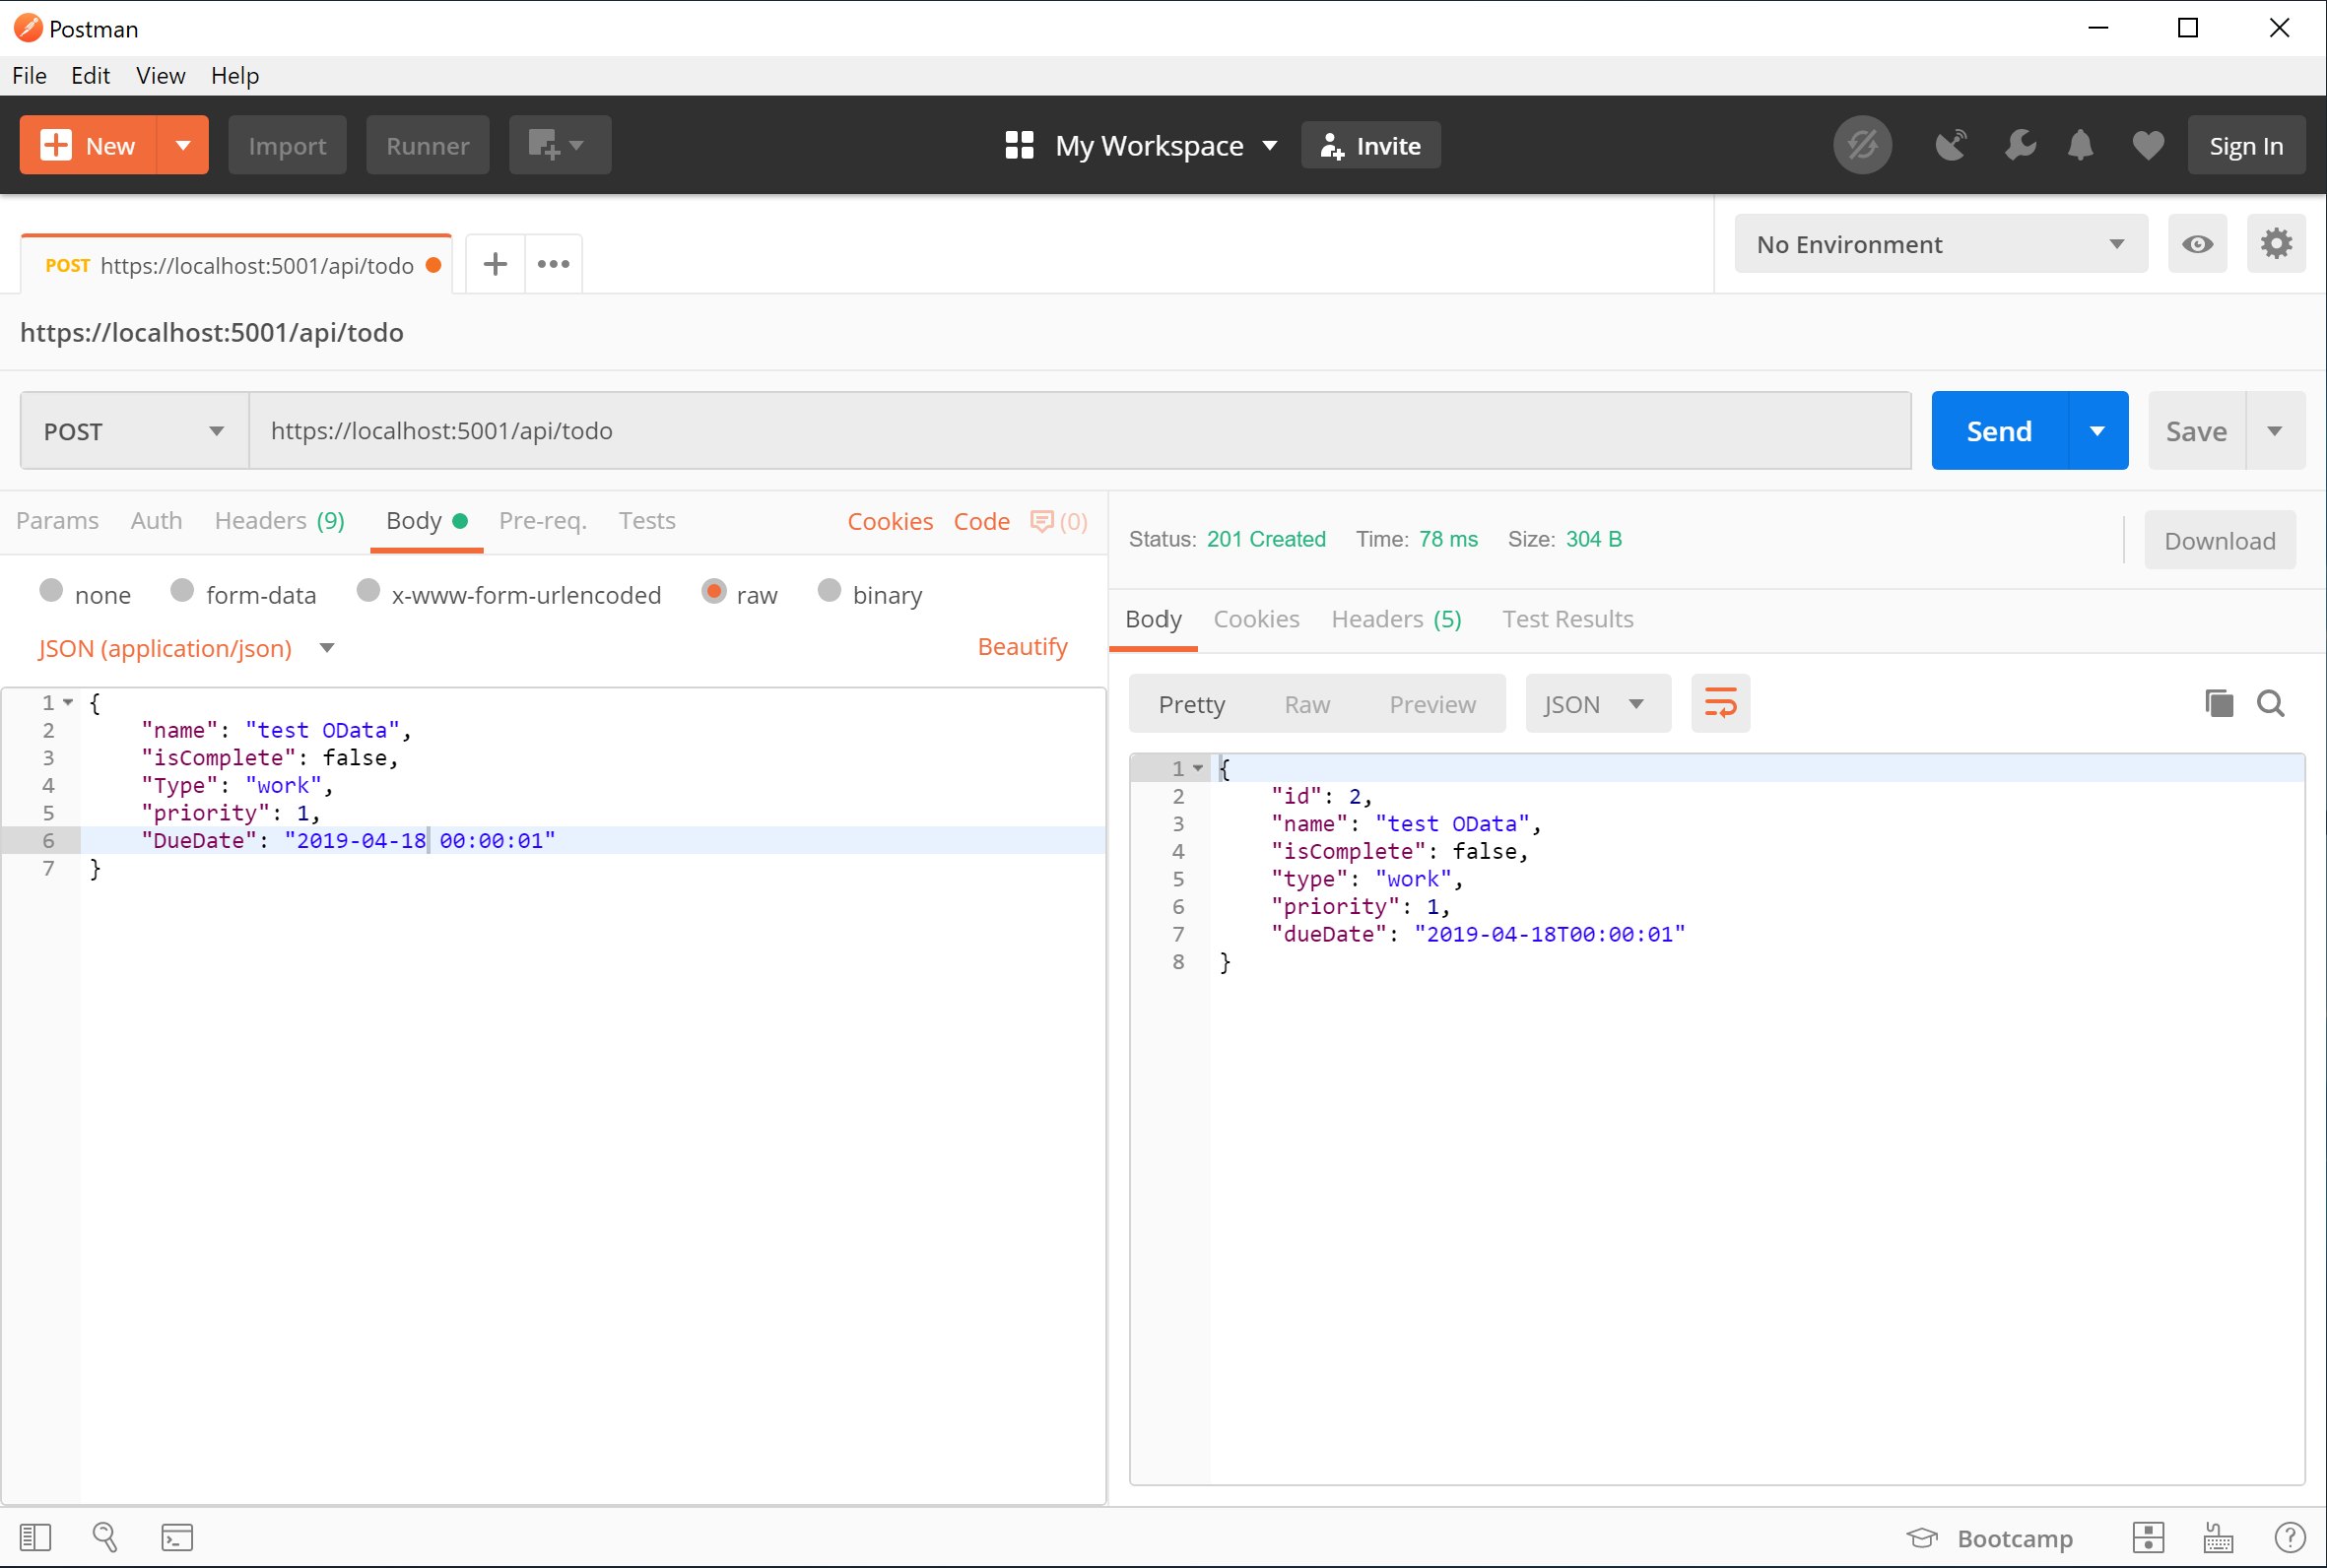 Postman
File Edit View Help
New Import Runner My Workspace Invite Sign In
POST https://localhost:5001/api/todo
No Environment
https://localhost:5001/api/todo
POST https://localhost:5001/api/todo Send Save
Params Auth Headers (9) Body Pre-req. Tests Cookies Code (0)
none form-data x-www-form-urlencoded raw binary
JSON (application/json) Beautify
1 {
2 "name": "test OData",
3 "isComplete": false,
4 "Type": "work",
5 "priority": 1,
6 "DueDate": "2019-04-18 00:00:01"
7 }
Status: 201 Created Time: 78 ms Size: 304 B Download
Body Cookies Headers (5) Test Results
Pretty Raw Preview JSON
1 {
2 "id": 2,
3 "name": "test OData",
4 "isComplete": false,
5 "type": "work",
6 "priority": 1,
7 "dueDate": "2019-04-18T00:00:01"
8 }
Bootcamp